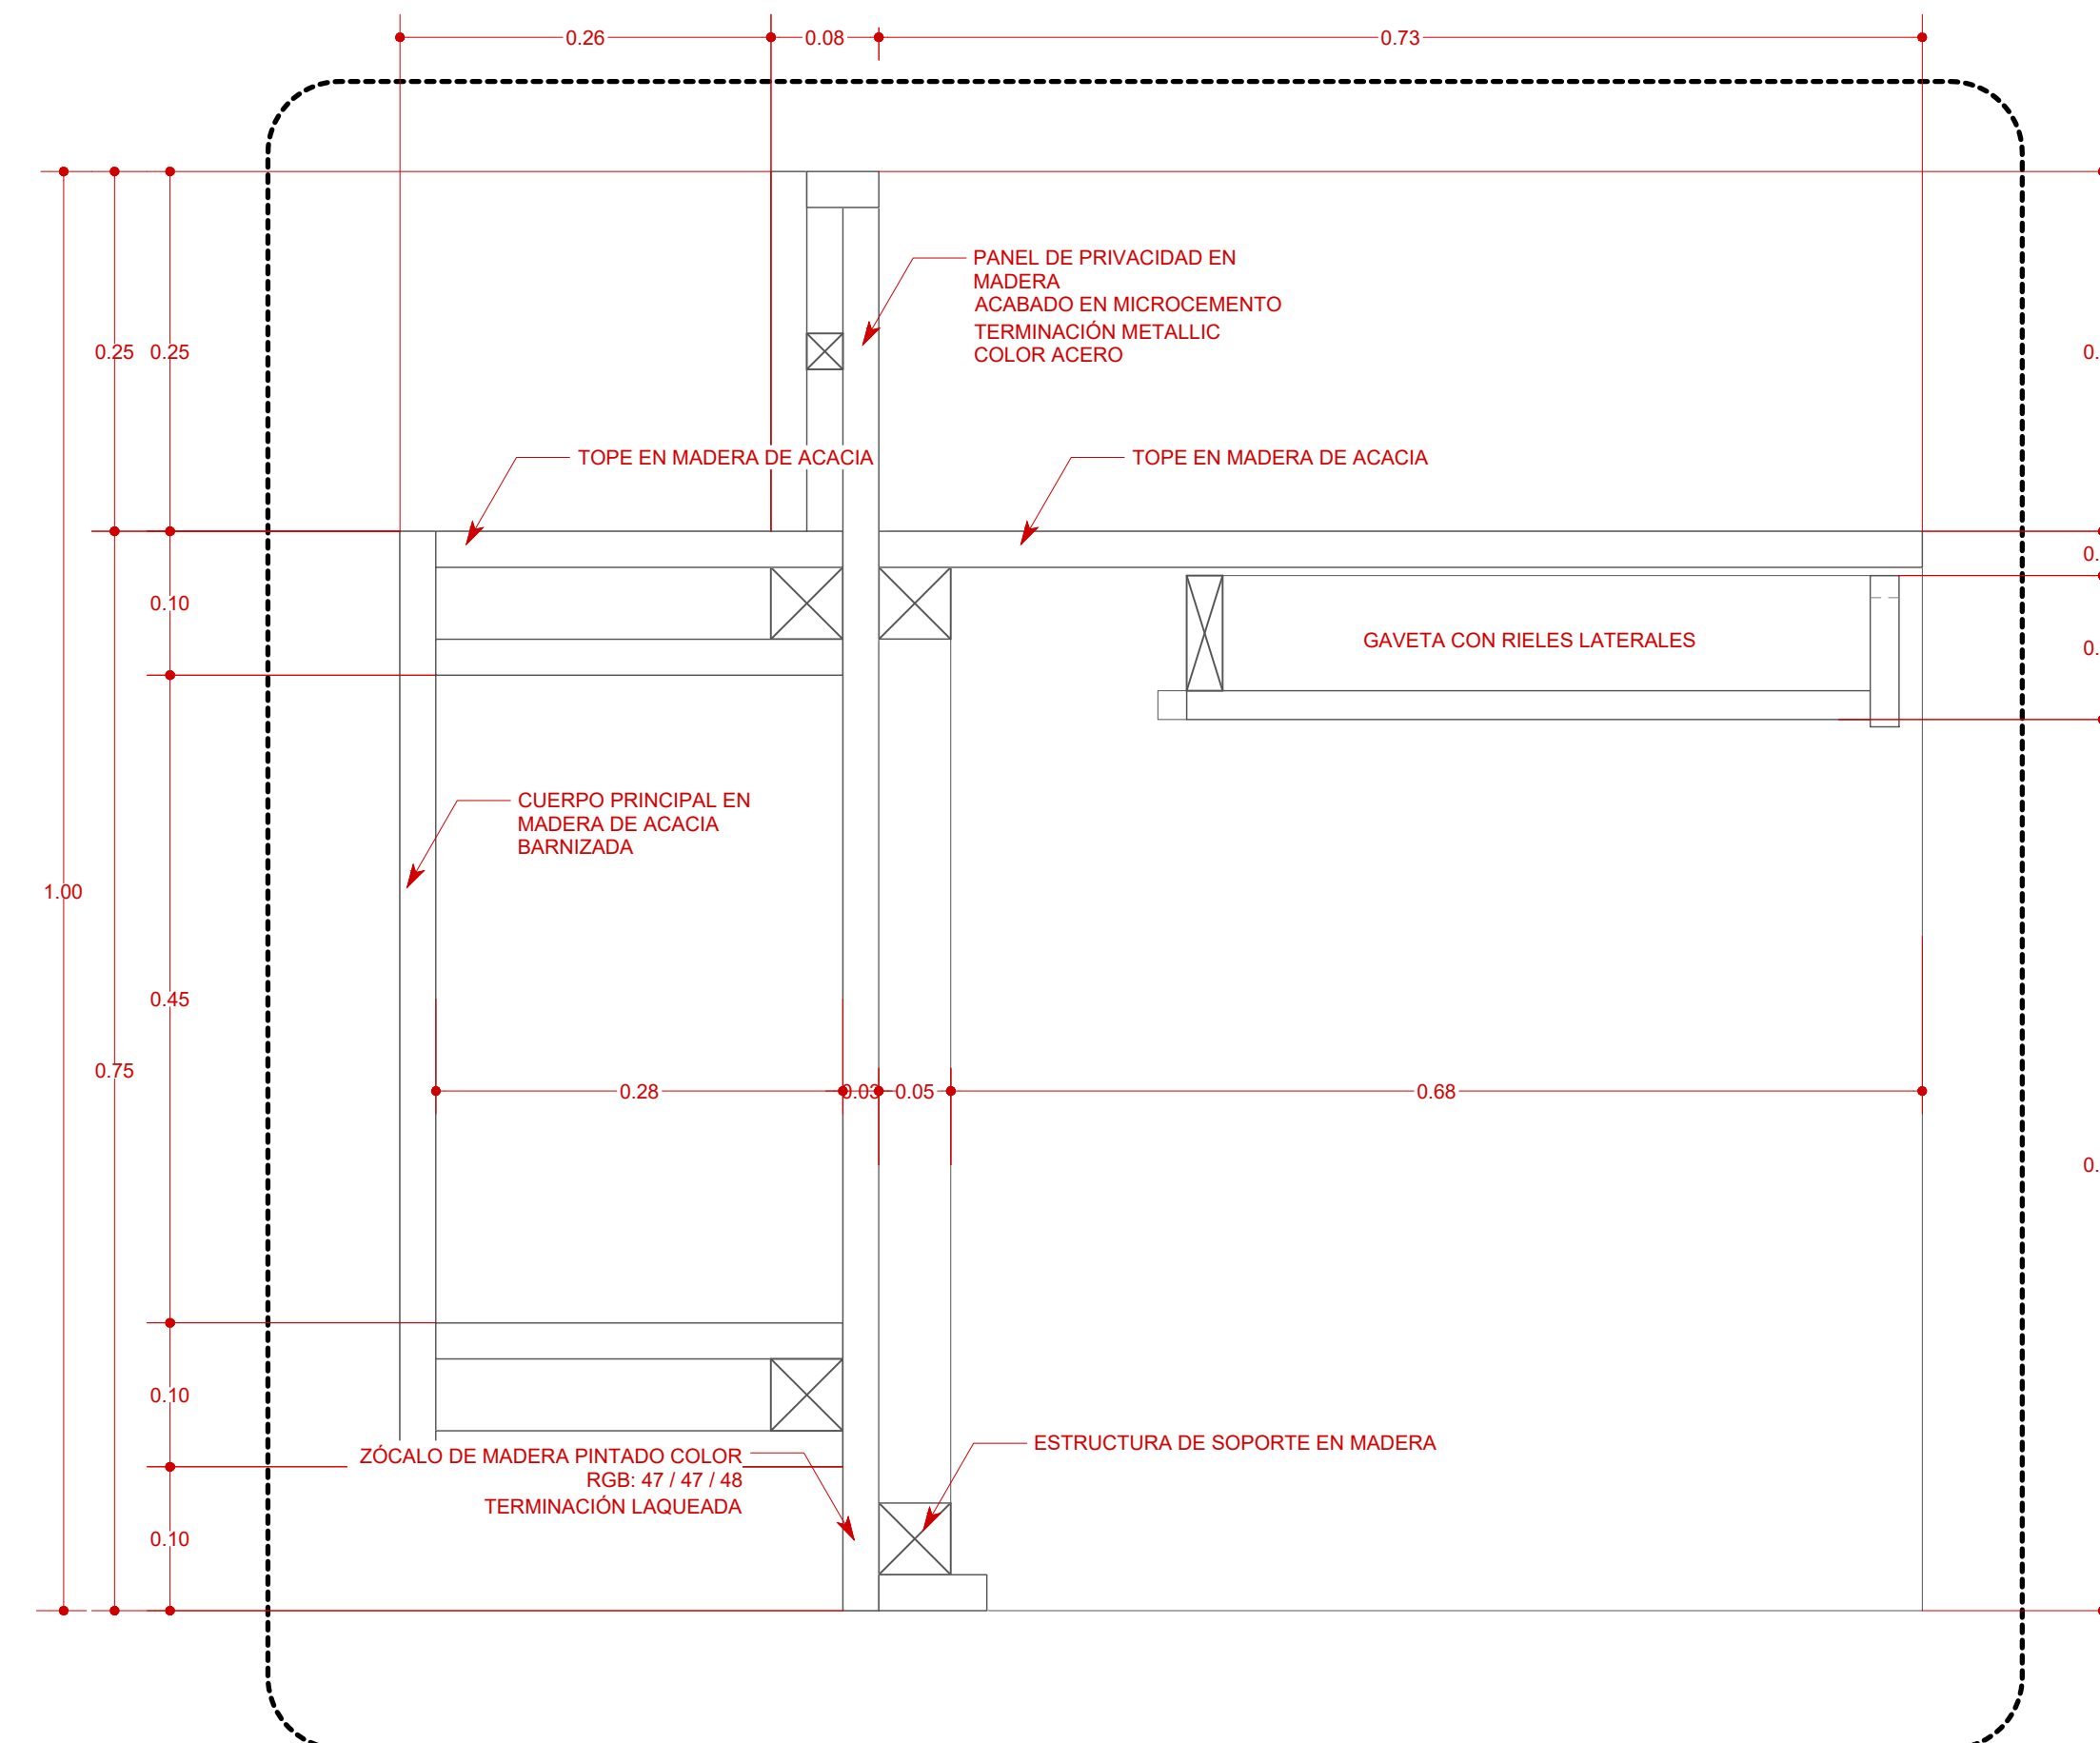 0.26
0.08
0.73
PANEL DE PRIVACIDAD EN
MADERA
ACABADO EN MICROCEMENTO
TERMINACIÓN METALLIC
COLOR ACERO
0.25
0.25
0.
TOPE EN MADERA DE ACACIA
TOPE EN MADERA DE ACACIA
0.
0.10
GAVETA CON RIELES LATERALES
0.
CUERPO PRINCIPAL EN
MADERA DE ACACIA
BARNIZADA
1.00
0.45
0.75
0.28
0.03
0.05
0.68
0.
0.10
ZÓCALO DE MADERA PINTADO COLOR
RGB: 47 / 47 / 48
TERMINACIÓN LAQUEADA
ESTRUCTURA DE SOPORTE EN MADERA
0.10